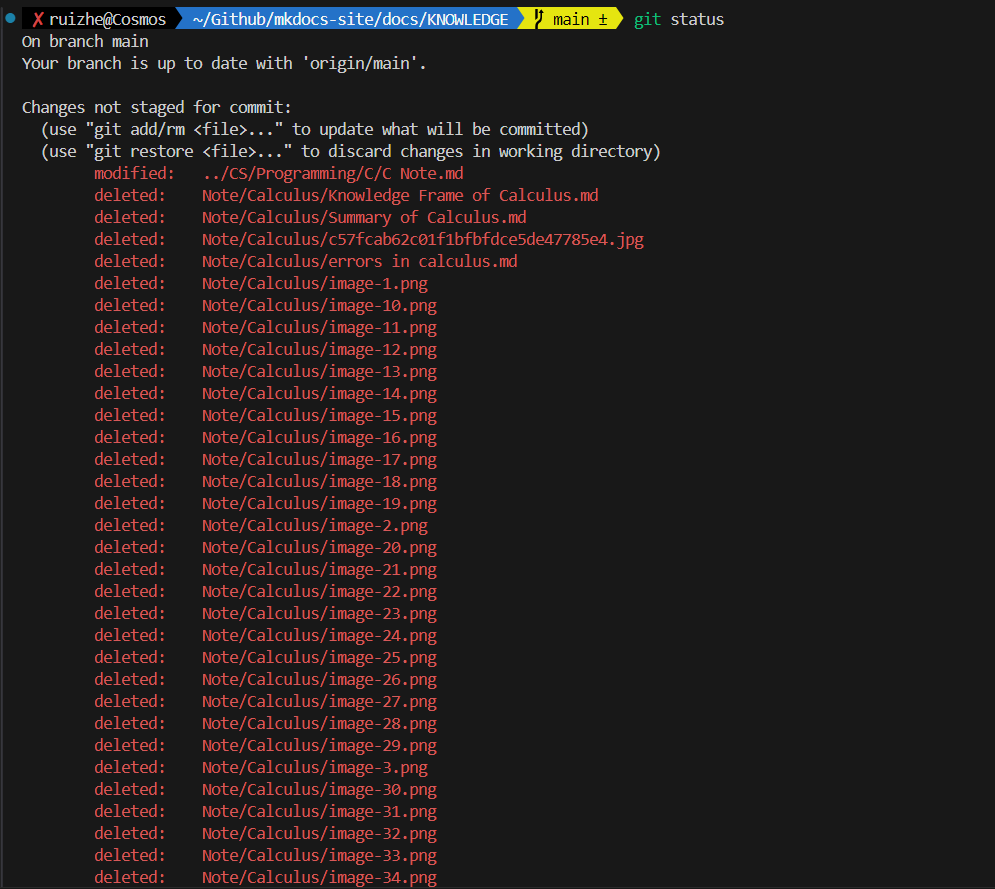 ✗ ruizhe@Cosmos ~/Github/mkdocs-site/docs/KNOWLEDGE main ± git status
On branch main
Your branch is up to date with 'origin/main'.
Changes not staged for commit:
(use "git add/rm <file>..." to update what will be committed)
(use "git restore <file>..." to discard changes in working directory)
modified: ../CS/Programming/C/C Note.md
deleted: Note/Calculus/Knowledge Frame of Calculus.md
deleted: Note/Calculus/Summary of Calculus.md
deleted: Note/Calculus/c57fcab62c01f1bfbfdce5de47785e4.jpg
deleted: Note/Calculus/errors in calculus.md
deleted: Note/Calculus/image-1.png
deleted: Note/Calculus/image-10.png
deleted: Note/Calculus/image-11.png
deleted: Note/Calculus/image-12.png
deleted: Note/Calculus/image-13.png
deleted: Note/Calculus/image-14.png
deleted: Note/Calculus/image-15.png
deleted: Note/Calculus/image-16.png
deleted: Note/Calculus/image-17.png
deleted: Note/Calculus/image-18.png
deleted: Note/Calculus/image-19.png
deleted: Note/Calculus/image-2.png
deleted: Note/Calculus/image-20.png
deleted: Note/Calculus/image-21.png
deleted: Note/Calculus/image-22.png
deleted: Note/Calculus/image-23.png
deleted: Note/Calculus/image-24.png
deleted: Note/Calculus/image-25.png
deleted: Note/Calculus/image-26.png
deleted: Note/Calculus/image-27.png
deleted: Note/Calculus/image-28.png
deleted: Note/Calculus/image-29.png
deleted: Note/Calculus/image-3.png
deleted: Note/Calculus/image-30.png
deleted: Note/Calculus/image-31.png
deleted: Note/Calculus/image-32.png
deleted: Note/Calculus/image-33.png
deleted: Note/Calculus/image-34.png